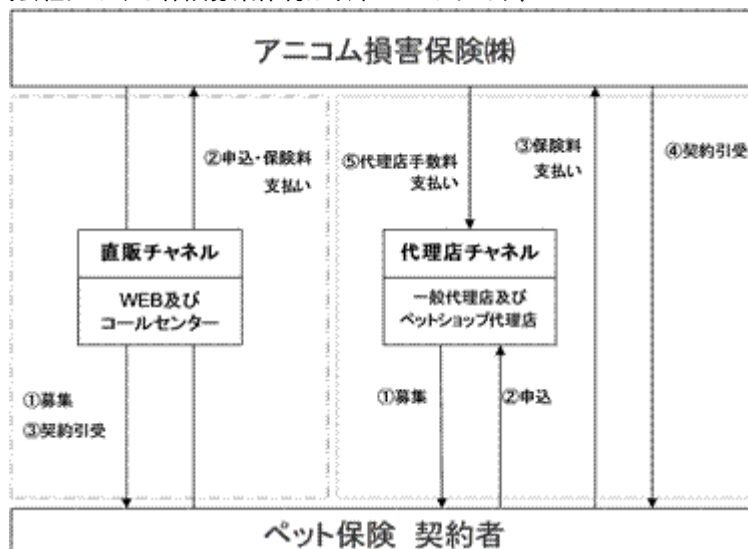 アニコム損害保険㈱
②申込・保険料
支払い
⑤代理店手数料
支払い
③保険料
支払い
④契約引受
直販チャネル
WEB及び
コールセンター
代理店チャネル
一般代理店及び
ペットショップ代理店
①募集
③契約引受
①募集
②申込
ペット保険 契約者